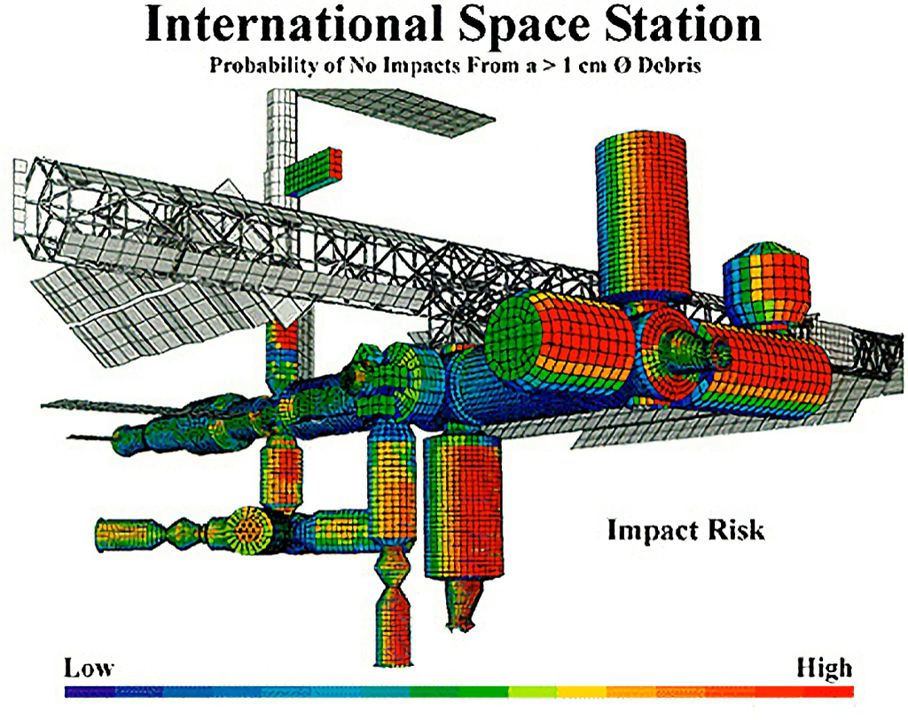 International Space Station
Probability of No Impacts From a > 1 cm Ø Debris
Impact Risk
Low High